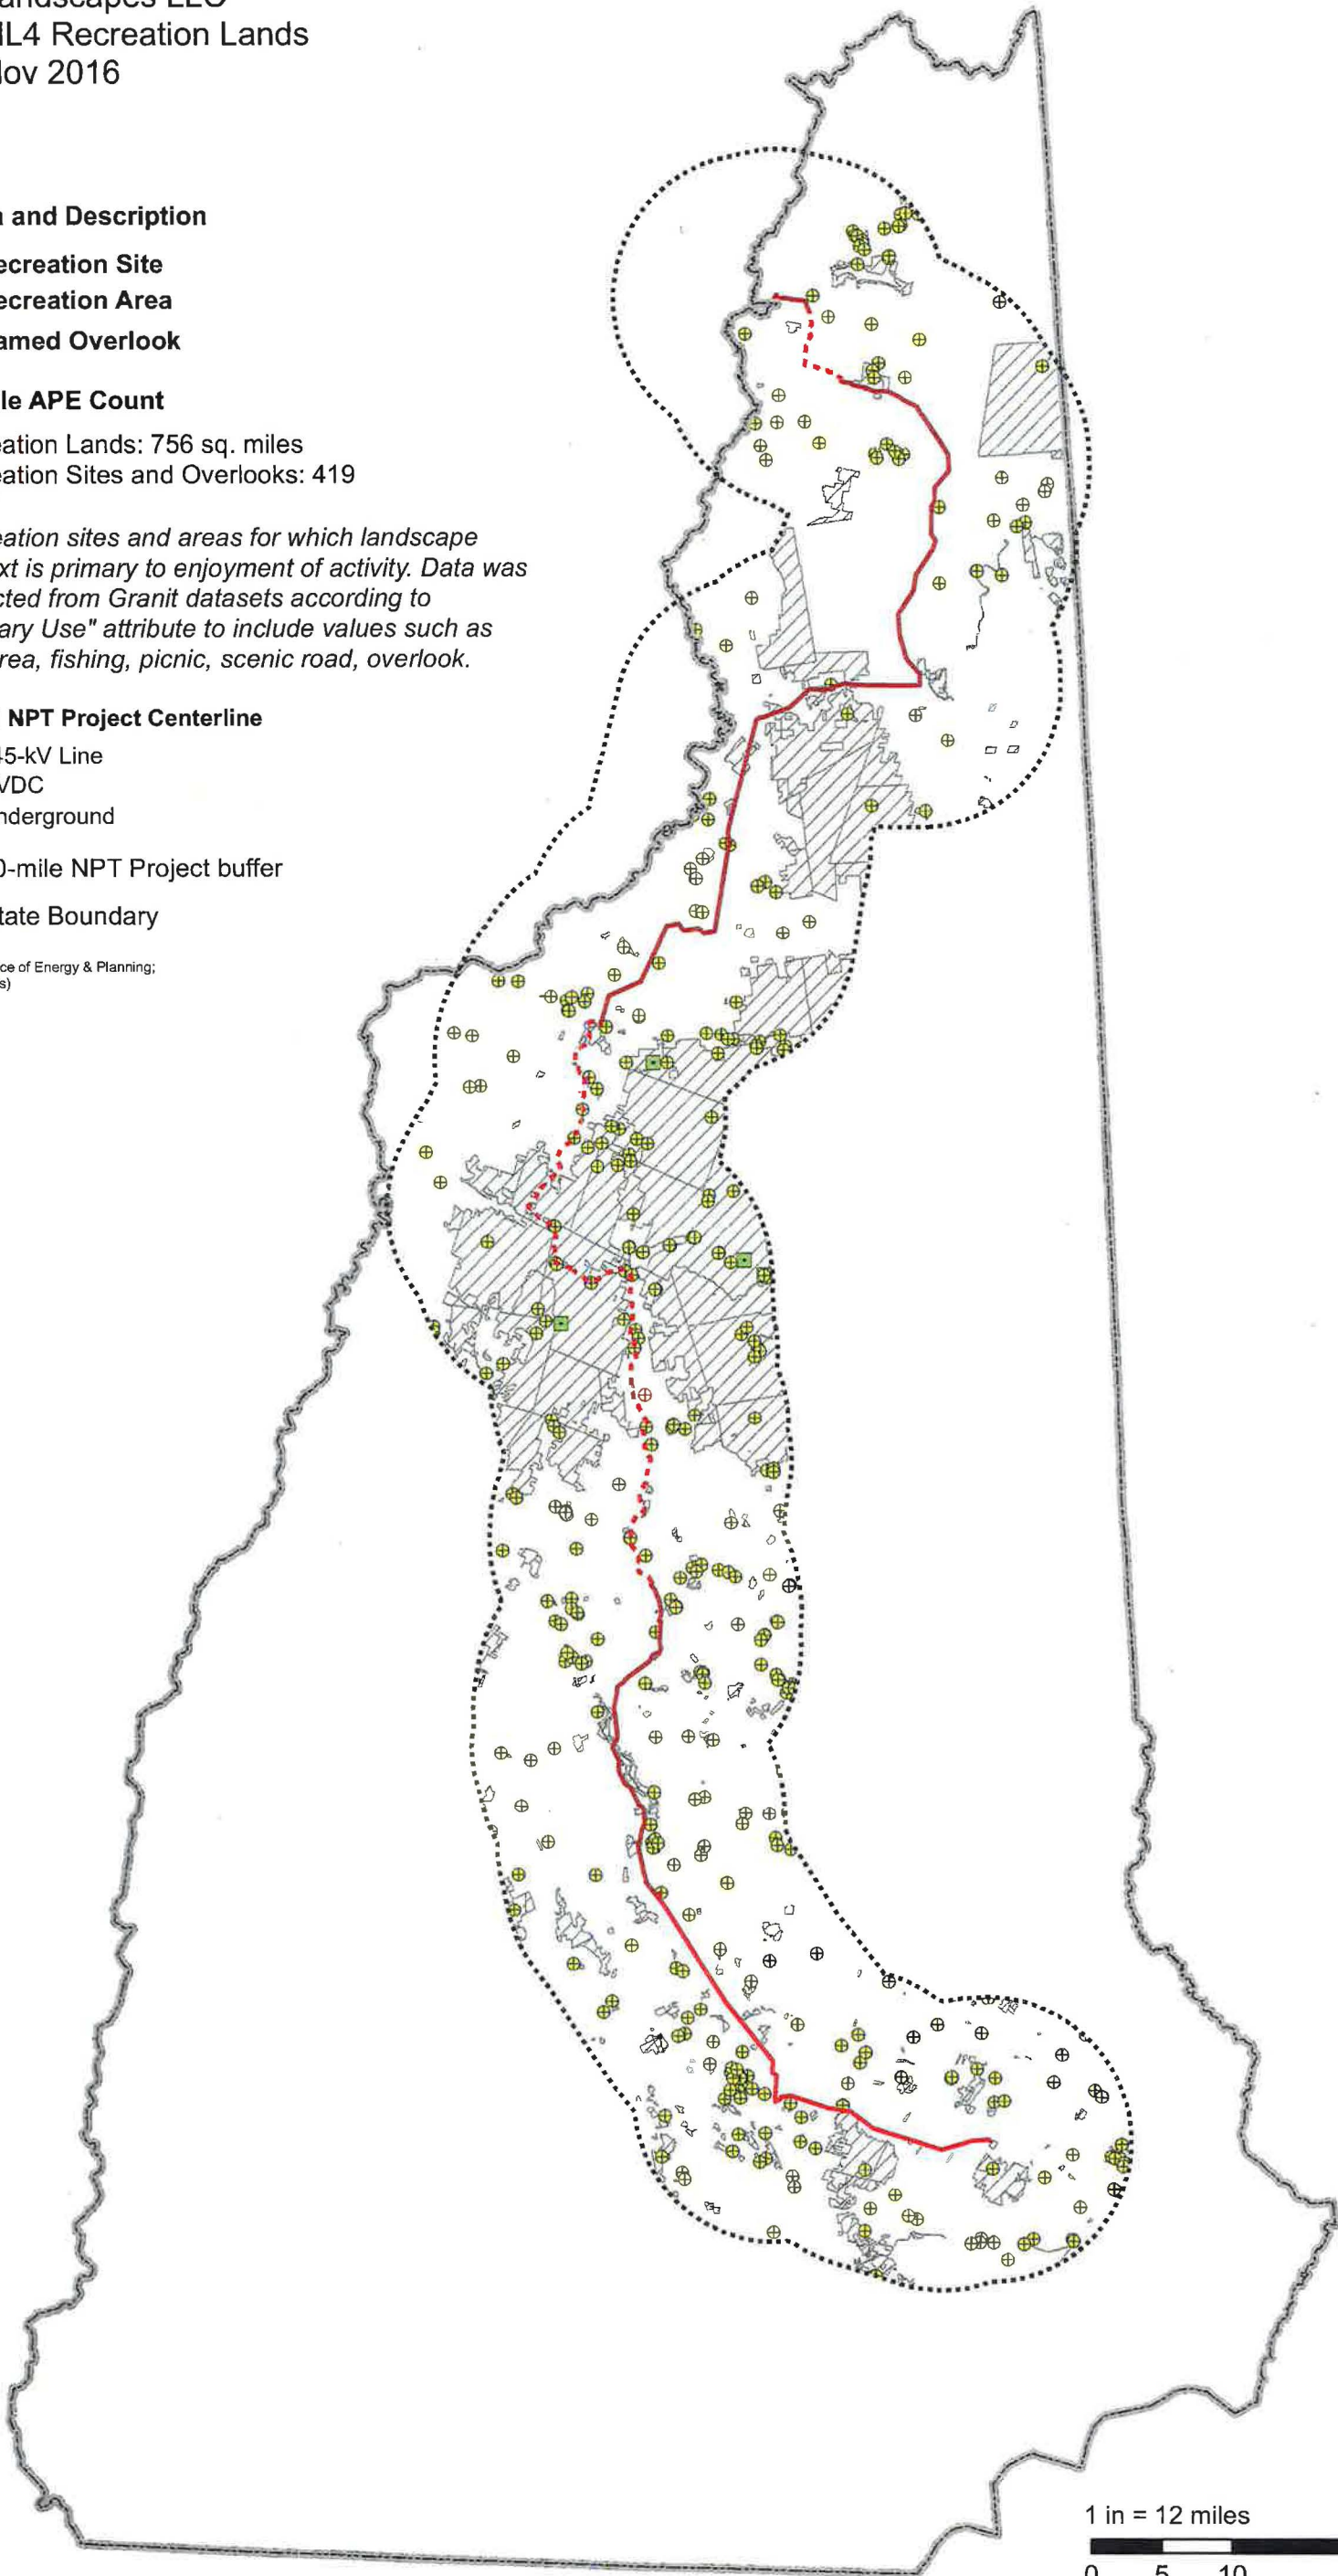 andscapes LLC
IL4 Recreation Lands
lov 2016
and Description
ecreation Site
ecreation Area
amed Overlook
le APE Count
eation Lands: 756 sq. miles
eation Sites and Overlooks: 419
eation sites and areas for which landscape
xt is primary to enjoyment of activity. Data was
cted from Granit datasets according to
ary Use" attribute to include values such as
rea, fishing, picnic, scenic road, overlook.
NPT Project Centerline
45-kV Line
VDC
nderground
0-mile NPT Project buffer
tate Boundary
ce of Energy & Planning;
s)
1 in = 12 miles
0 5 10